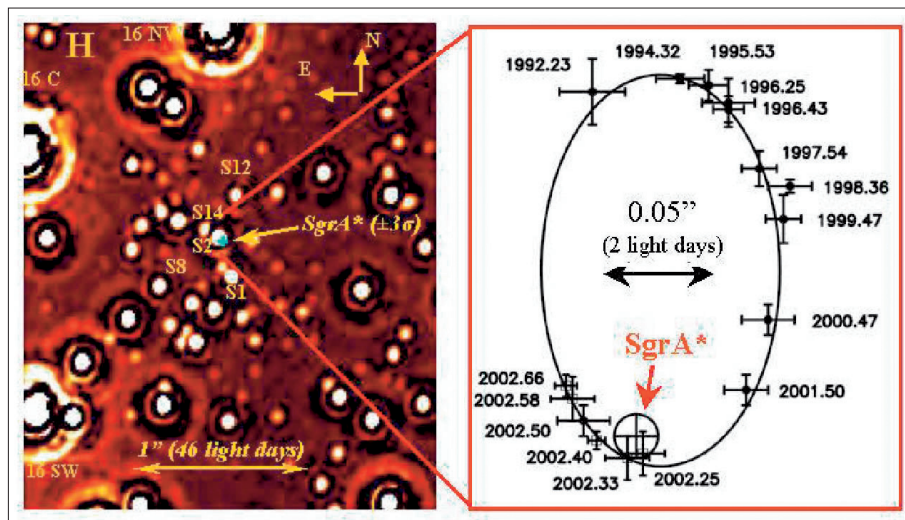 H
16 NW
N
E
16 C
S12
S14
SgrA* (±3σ)
S2
S8
S1
1” (46 light days)
16 SW
1992.23
1994.32
1995.53
1996.25
1996.43
1997.54
1998.36
1999.47
0.05”
(2 light days)
2000.47
SgrA*
2001.50
2002.66
2002.58
2002.50
2002.40
2002.33
2002.25